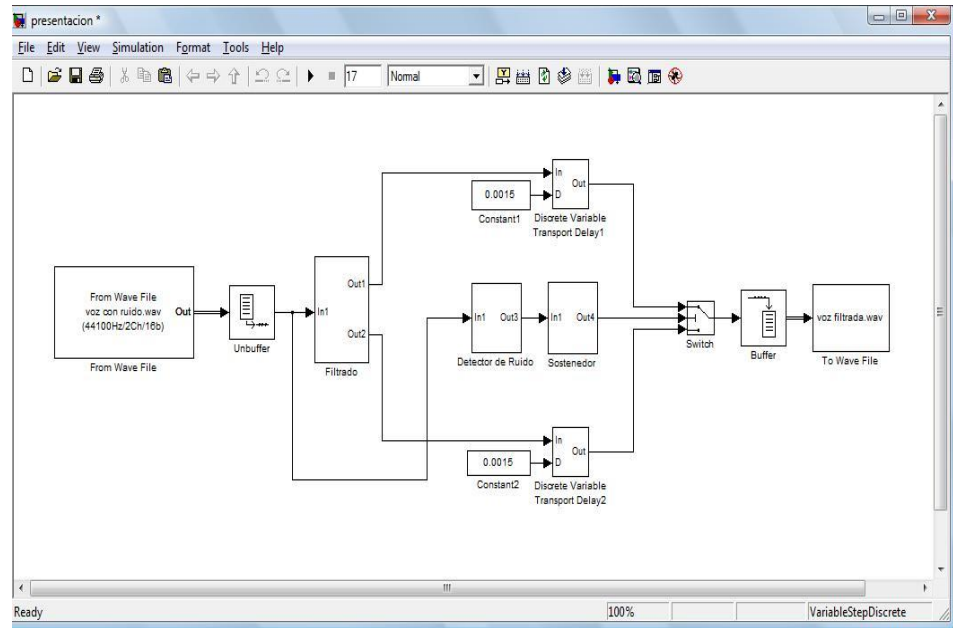 presentacion *
File Edit View Simulation Format Tools Help
17 Normal
In
D
Out
0.0015
Constant1
Discrete Variable
Transport Delay1
From Wave File
voz con ruido.wav
(44100Hz/2Ch/16b)
Out
From Wave File
Unbuffer
In1
Out1
Out2
Filtrado
In1
Out3
Detector de Ruido
In1
Out4
Sostenedor
Switch
Buffer
voz filtrada.wav
To Wave File
In
D
Out
0.0015
Constant2
Discrete Variable
Transport Delay2
Ready 100% VariableStepDiscrete